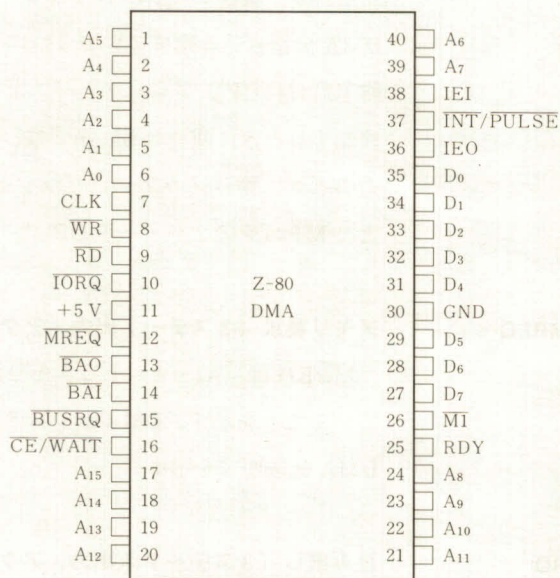 A5 1 40 A6
A4 2 39 A7
A3 3 38 IEI
A2 4 37 INT/PULSE
A1 5 36 IEO
A0 6 35 D0
CLK 7 34 D1
WR 8 33 D2
RD 9 32 D3
IORQ 10 Z-80 31 D4
+5 V 11 DMA 30 GND
MREQ 12 29 D5
BAO 13 28 D6
BAI 14 27 D7
BUSRQ 15 26 M1
CE/WAIT 16 25 RDY
A15 17 24 A8
A14 18 23 A9
A13 19 22 A10
A12 20 21 A11